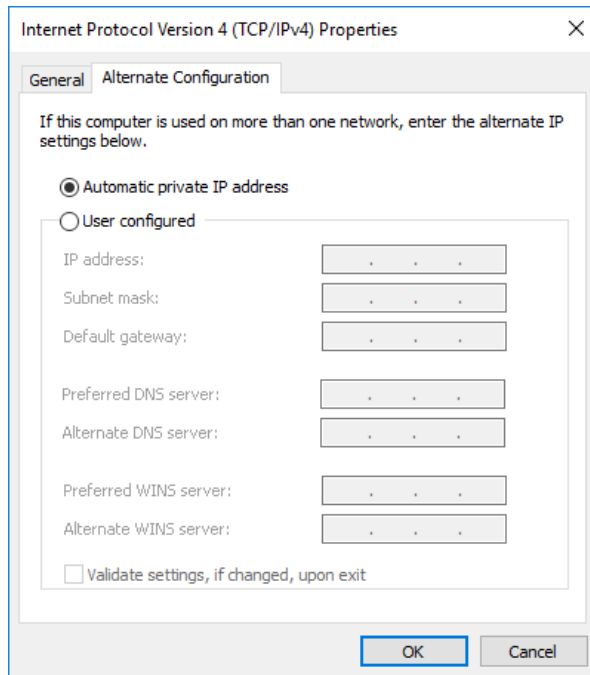 Internet Protocol Version 4 (TCP/IPv4) Properties
General
Alternate Configuration
If this computer is used on more than one network, enter the alternate IP
settings below.
Automatic private IP address
User configured
IP address:
Subnet mask:
Default gateway:
Preferred DNS server:
Alternate DNS server:
Preferred WINS server:
Alternate WINS server:
Validate settings, if changed, upon exit
OK
Cancel